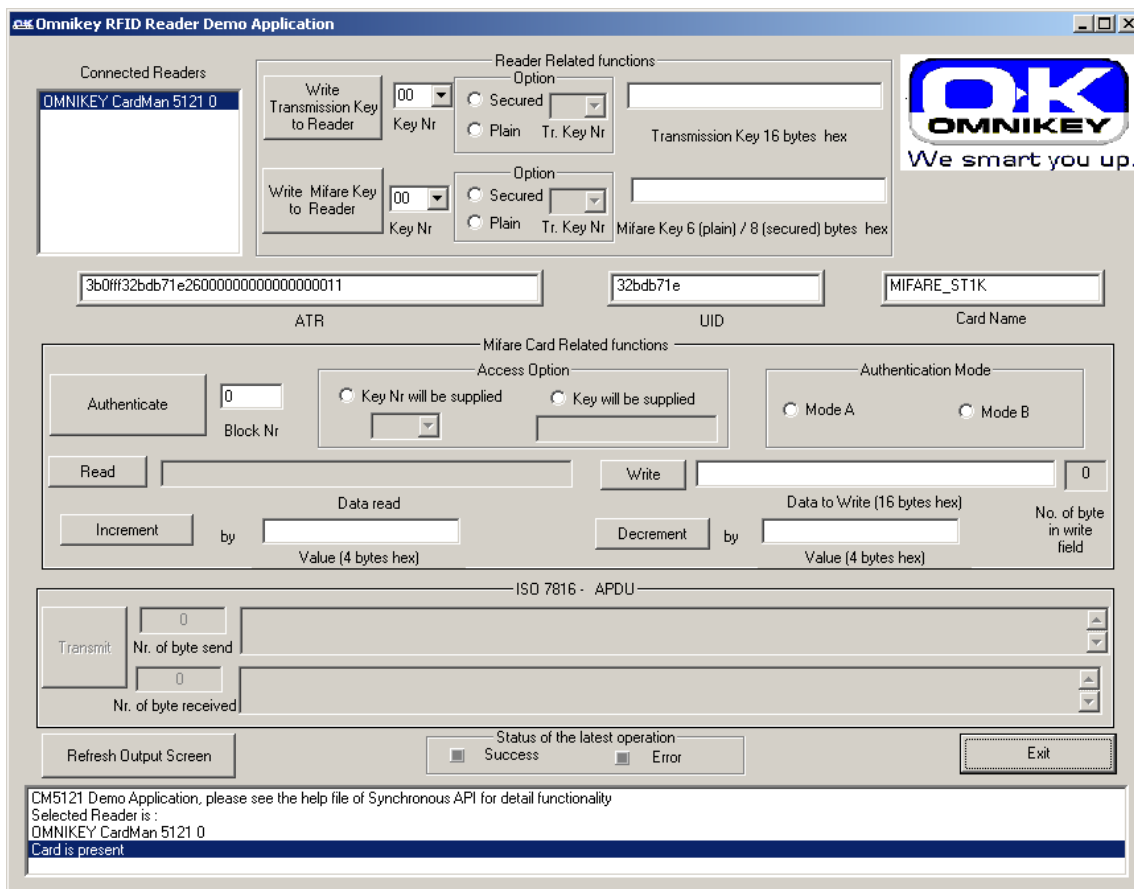 OK Omnikey RFID Reader Demo Application
Connected Readers
OMNIKEY CardMan 5121 0
Reader Related functions
Write Transmission Key to Reader
00
Key Nr
Option
Secured
Plain
Tr. Key Nr
Transmission Key 16 bytes hex
Write Mifare Key to Reader
00
Key Nr
Option
Secured
Plain
Tr. Key Nr
Mifare Key 6 (plain) / 8 (secured) bytes hex
OK
OMNIKEY
We smart you up.
3b0fff32bdb71e26000000000000000011
ATR
32bdb71e
UID
MIFARE_ST1K
Card Name
Mifare Card Related functions
Authenticate
0
Block Nr
Access Option
Key Nr will be supplied
Key will be supplied
Authentication Mode
Mode A
Mode B
Read
Data read
Write
0
Data to Write (16 bytes hex)
No. of byte in write field
Increment
by
Value (4 bytes hex)
Decrement
by
Value (4 bytes hex)
ISO 7816 - APDU
Transmit
0
Nr. of byte send
0
Nr. of byte received
Refresh Output Screen
Status of the latest operation
Success
Error
Exit
CM5121 Demo Application, please see the help file of Synchronous API for detail functionality
Selected Reader is :
OMNIKEY CardMan 5121 0
Card is present